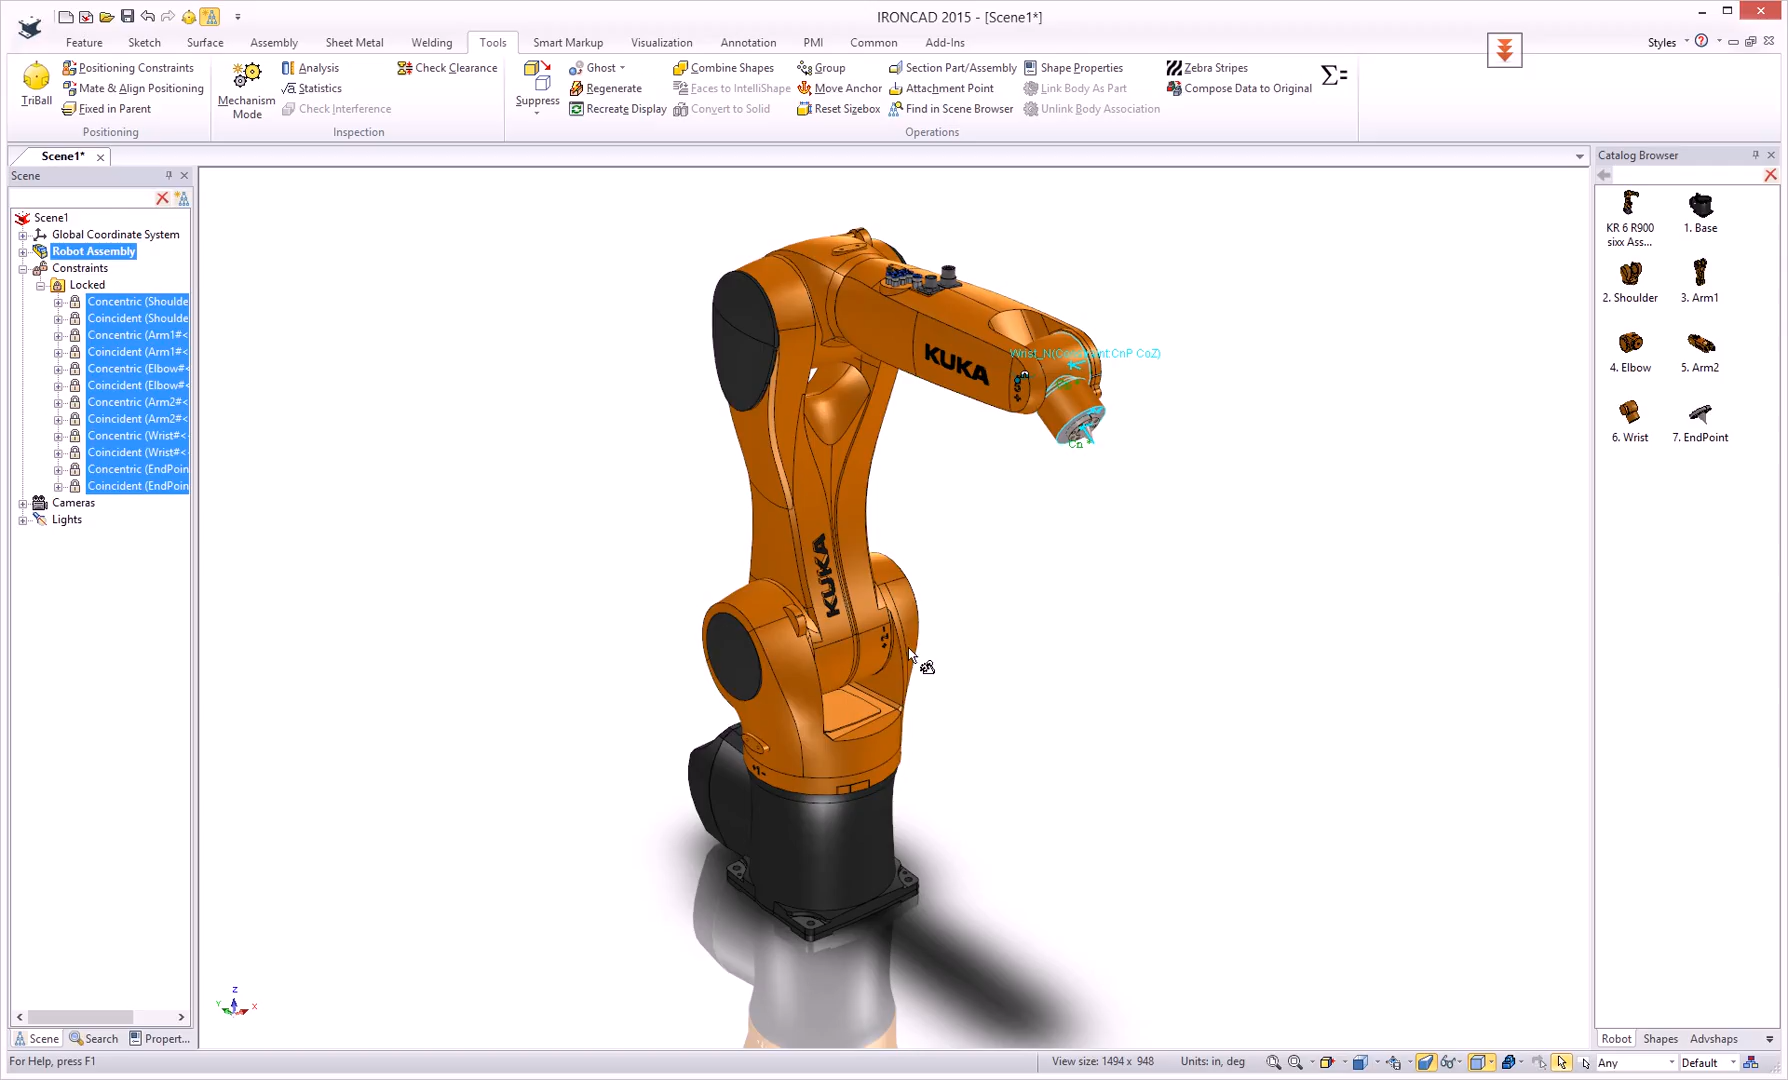 IRONCAD 2015 - [Scene1*]
Feature Sketch Surface Assembly Sheet Metal Welding Tools Smart Markup Visualization Annotation PMI Common Add-Ins Styles
TriBall
Positioning Constraints
Mate & Align Positioning
Fixed in Parent
Positioning
Mechanism Mode
Analysis
Statistics
Check Interference
Check Clearance
Inspection
Suppress
Ghost
Regenerate
Recreate Display
Combine Shapes
Faces to IntelliShape
Convert to Solid
Group
Move Anchor
Reset Sizebox
Section Part/Assembly
Attachment Point
Find in Scene Browser
Shape Properties
Link Body As Part
Unlink Body Association
Zebra Stripes
Compose Data to Original
Operations
Scene1*
Scene
Scene1
Global Coordinate System
Robot Assembly
Constraints
Locked
Concentric (Shoulde
Coincident (Shoulde
Concentric (Arm1#<
Coincident (Arm1#<
Concentric (Elbow#<
Coincident (Elbow#<
Concentric (Arm2#<
Coincident (Arm2#<
Concentric (Wrist#<
Coincident (Wrist#<
Concentric (EndPoin
Coincident (EndPoin
Cameras
Lights
KUKA
KUKA
Cn
Z
Y
X
Catalog Browser
KR 6 R900
sixx Ass...
1. Base
2. Shoulder
3. Arm1
4. Elbow
5. Arm2
6. Wrist
7. EndPoint
Scene Search Propert...
Robot Shapes Advshaps
For Help, press F1
View size: 1494 x 948
Units: in, deg
Any
Default